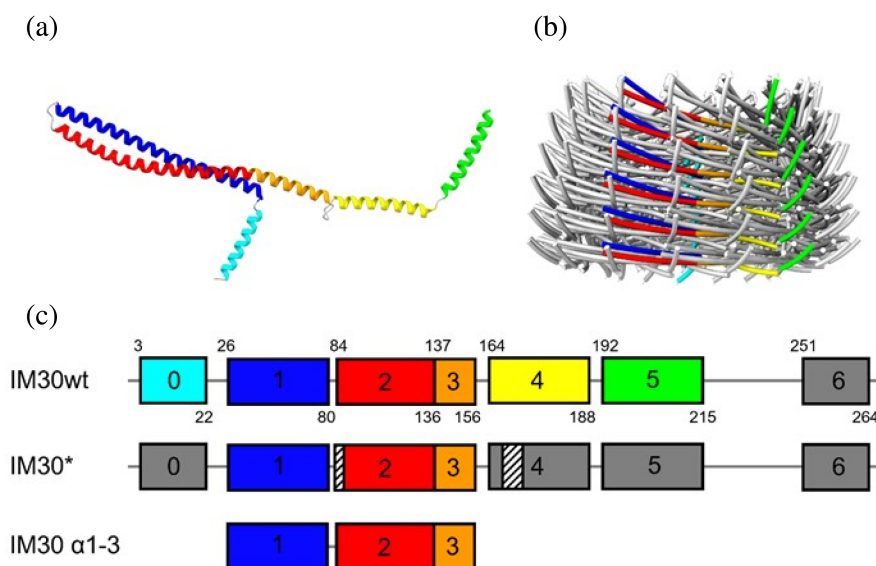 (a)
(b)
(c)
3 26 84 137 164 192 251
IM30wt 0 1 2 3 4 5 6
22 80 136 156 188 215 264
IM30* 0 1 2 3 4 5 6
IM30 α1-3 1 2 3